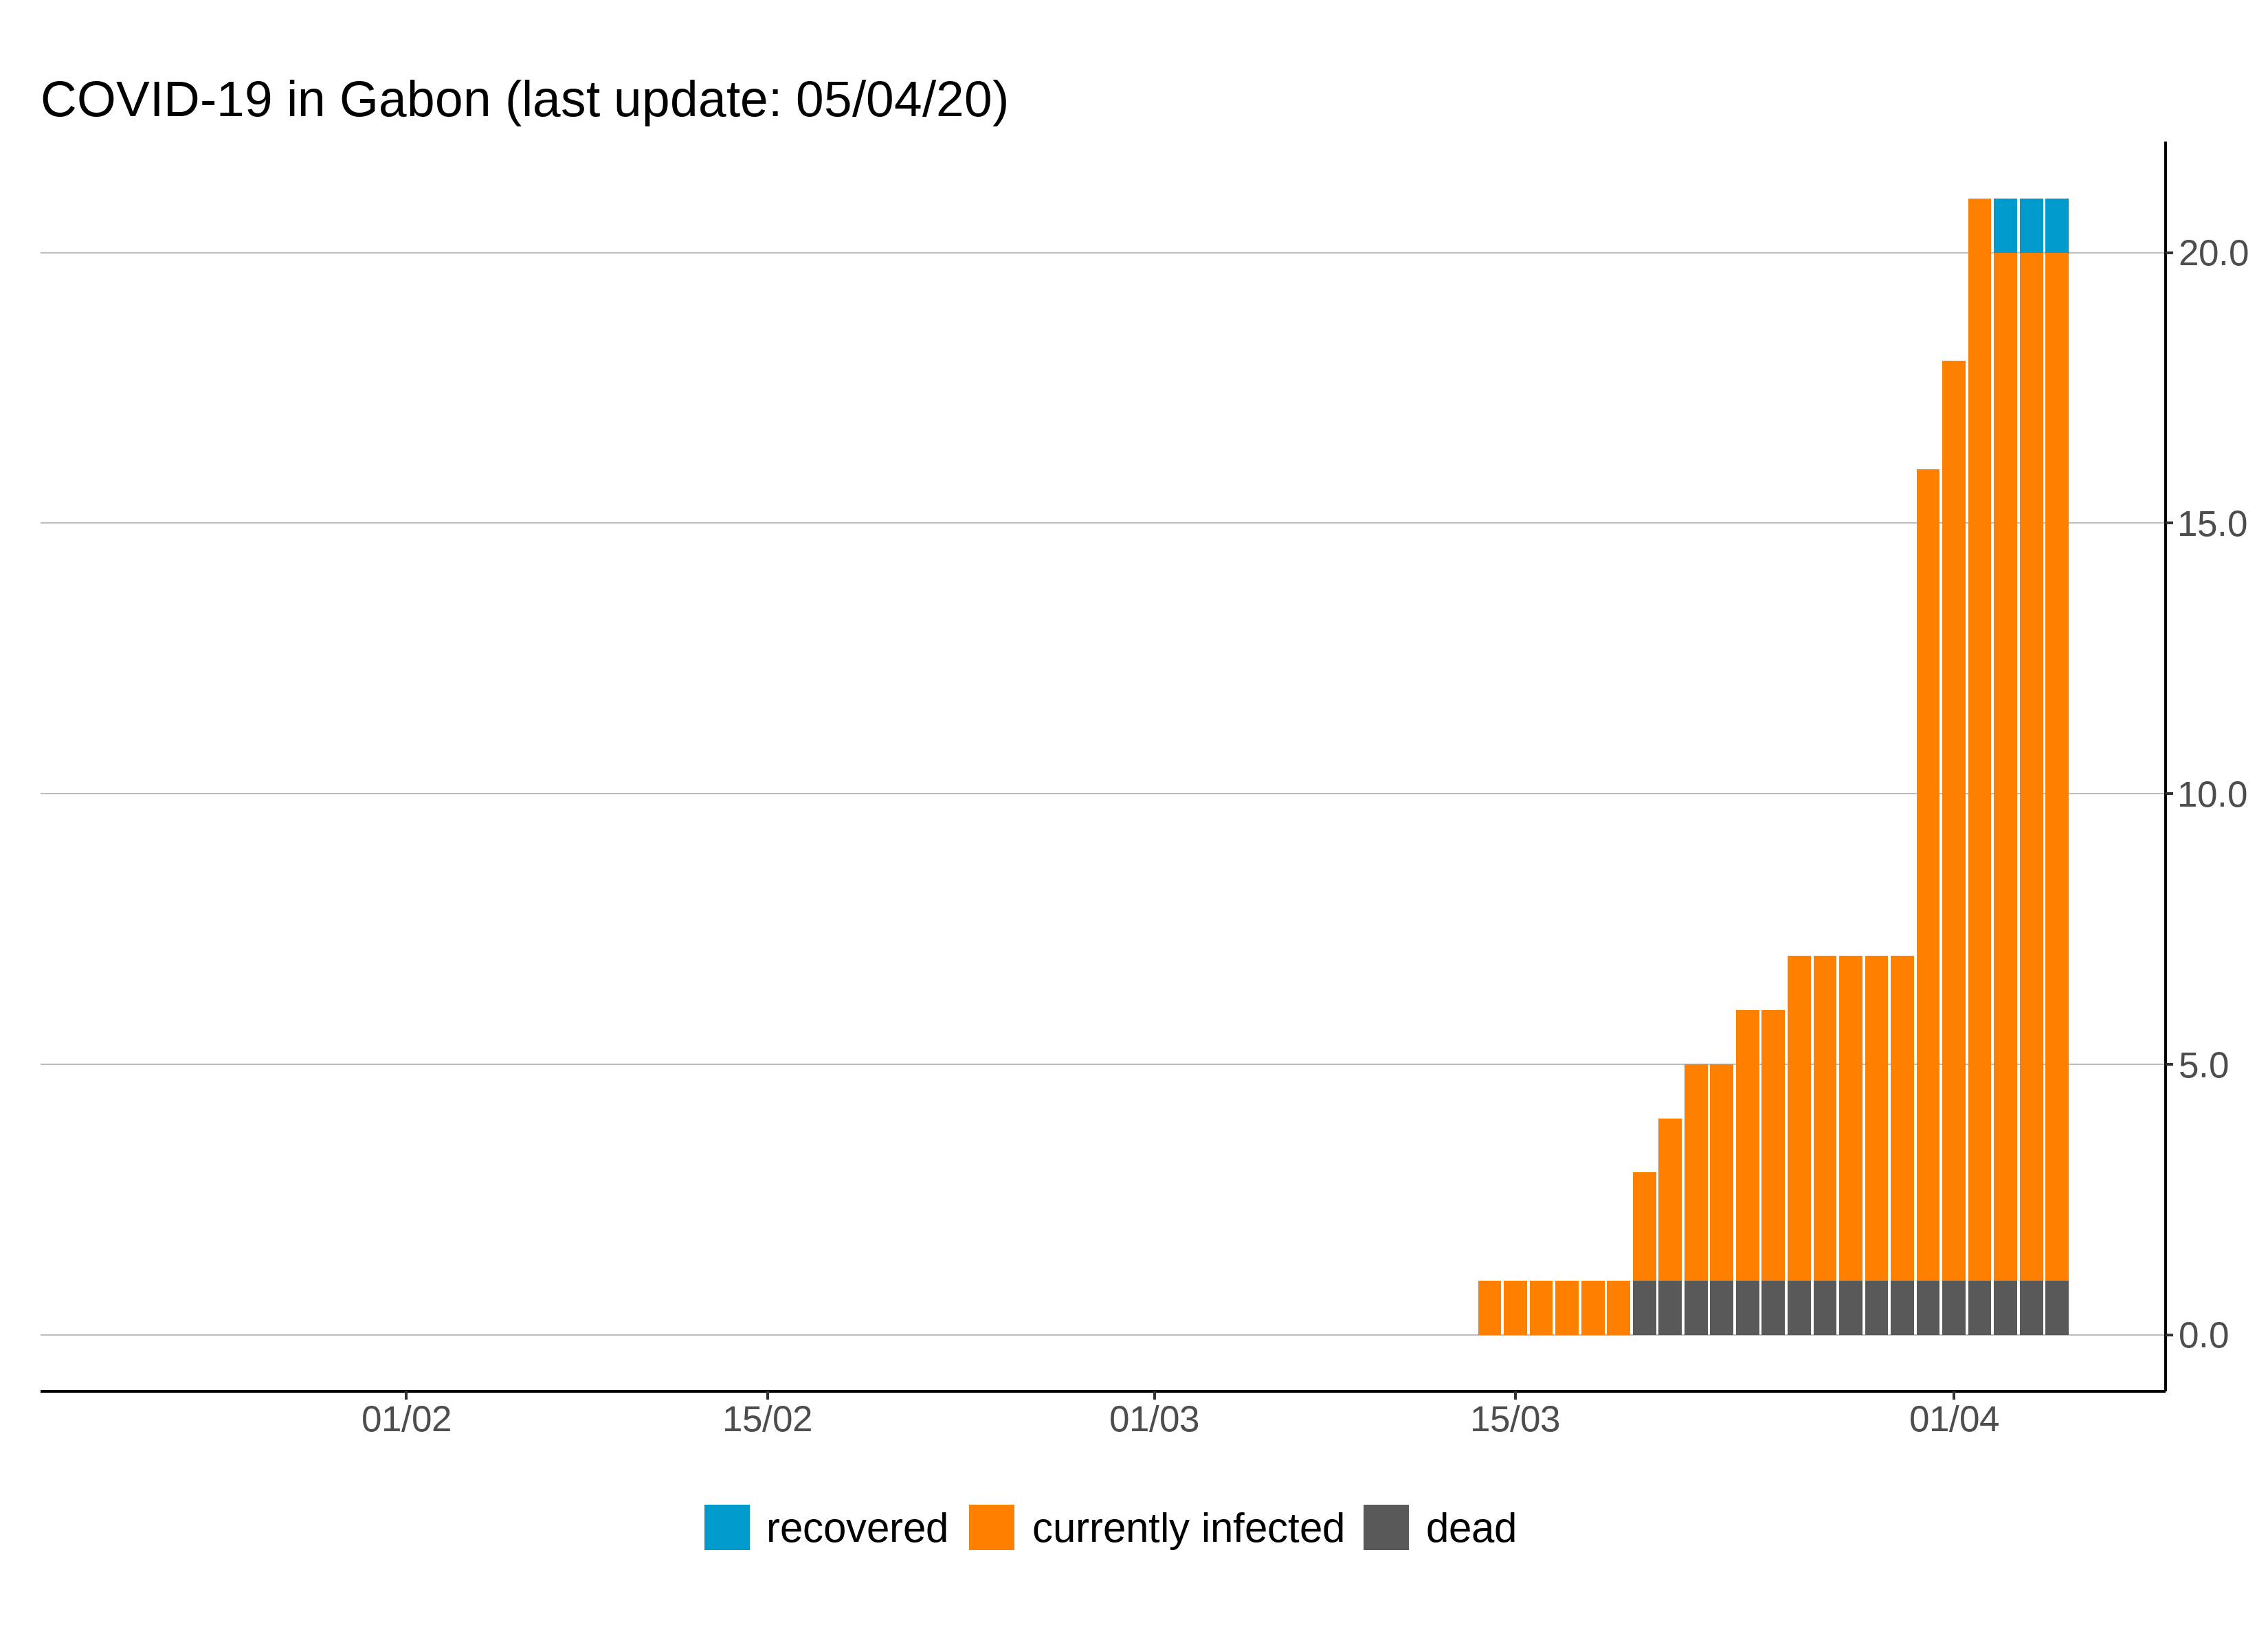 COVID-19 in Gabon (last update: 05/04/20)
20.0
15.0
10.0
5.0
0.0
01/02 15/02 01/03 15/03 01/04
recovered currently infected dead